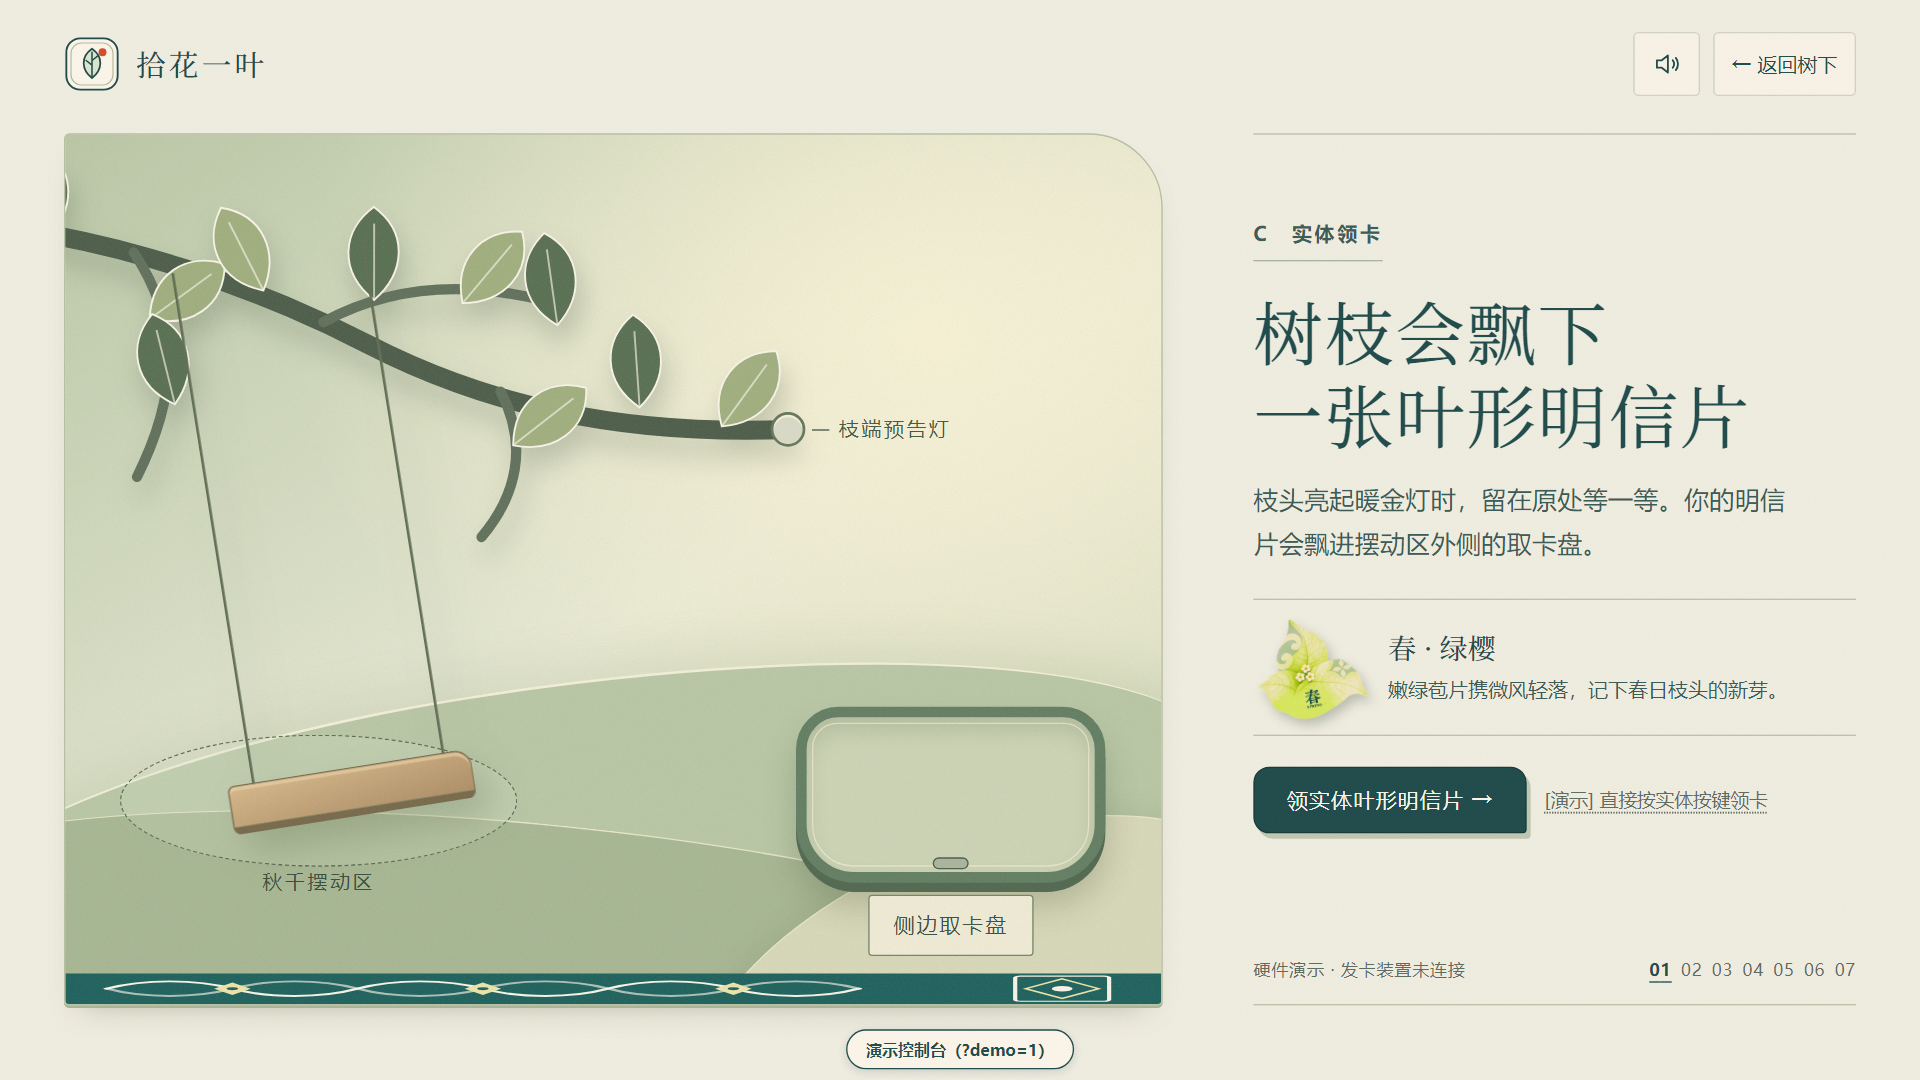 拾花一叶
← 返回树下
枝端预告灯
秋千摆动区
侧边取卡盘
C 实体领卡
树枝会飘下
一张叶形明信片
枝头亮起暖金灯时，留在原处等一等。你的明信
片会飘进摆动区外侧的取卡盘。
春
春 · 绿樱
嫩绿苞片携微风轻落，记下春日枝头的新芽。
领实体叶形明信片 →
[演示] 直接按实体按键领卡
硬件演示 · 发卡装置未连接
01 02 03 04 05 06 07
演示控制台（?demo=1）